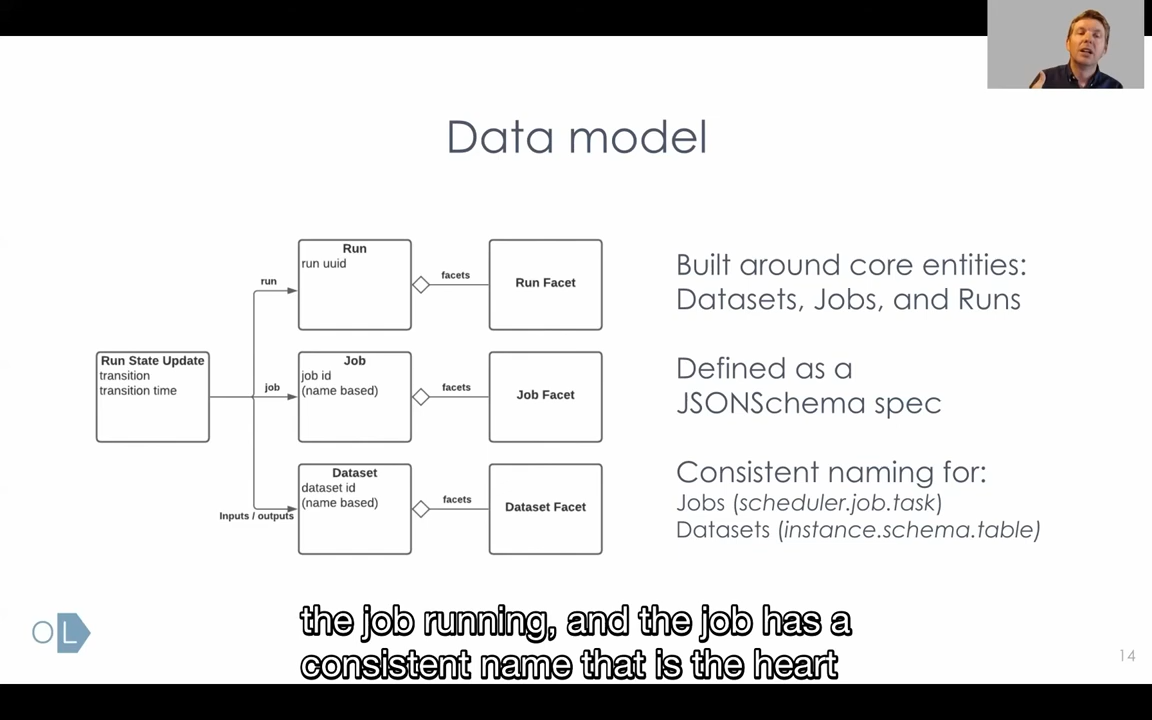 Data model
Run
run uuid
run
facets
Run Facet
Run State Update
transition
transition time
job
Job
job id
(name based)
facets
Job Facet
Inputs / outputs
Dataset
dataset id
(name based)
facets
Dataset Facet
Built around core entities:
Datasets, Jobs, and Runs
Defined as a
JSONSchema spec
Consistent naming for:
Jobs (scheduler.job.task)
Datasets (instance.schema.table)
the job running, and the job has a
consistent name that is the heart
OL
14